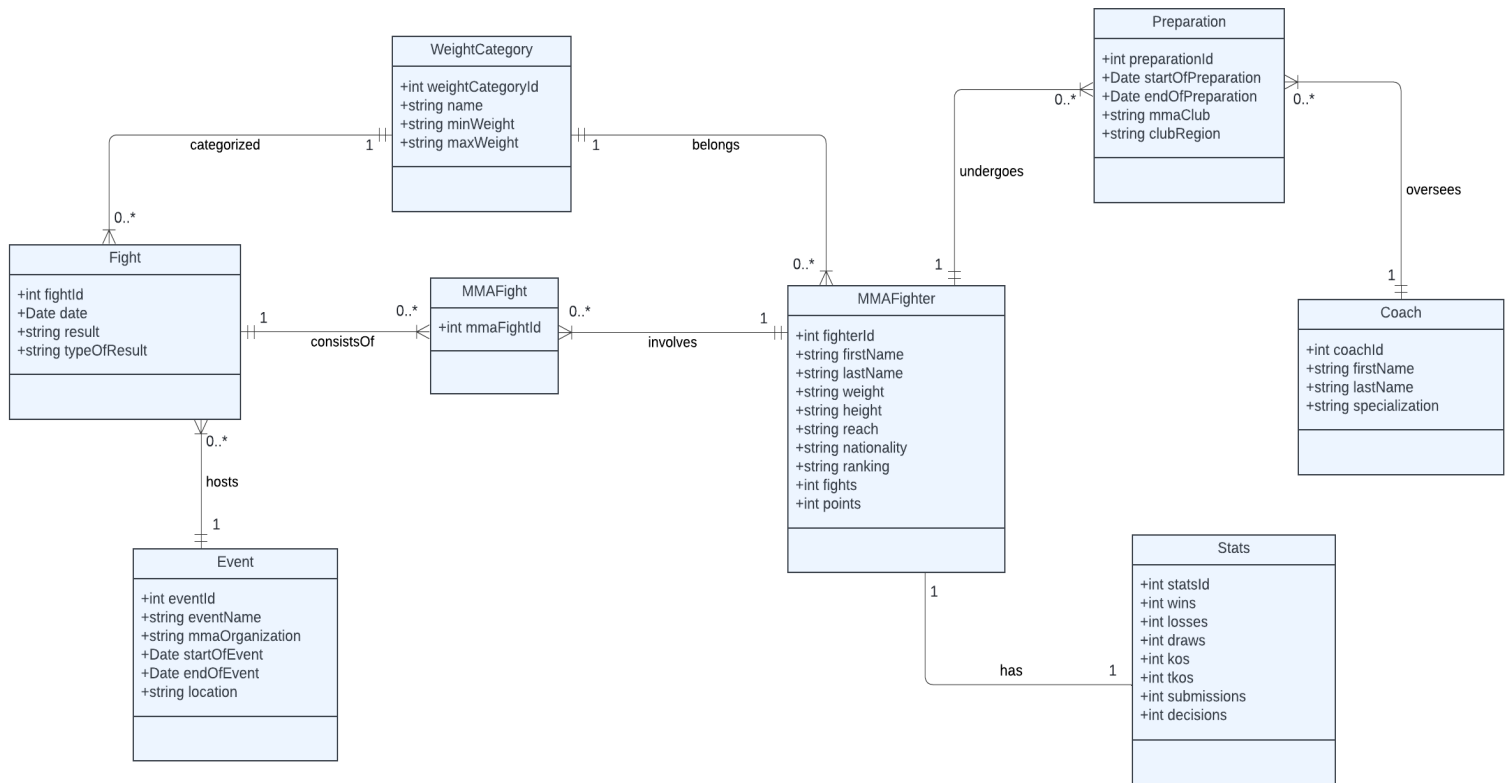 WeightCategory
+int weightCategoryId
+string name
+string minWeight
+string maxWeight
Preparation
+int preparationId
+Date startOfPreparation
+Date endOfPreparation
+string mmaClub
+string clubRegion
categorized
1
0..*
1
belongs
0..*
undergoes
0..*
1
0..*
oversees
1
Fight
+int fightId
+Date date
+string result
+string typeOfResult
1
consistsOf
0..*
MMAFight
+int mmaFightId
0..*
involves
1
MMAFighter
+int fighterId
+string firstName
+string lastName
+string weight
+string height
+string reach
+string nationality
+string ranking
+int fights
+int points
Coach
+int coachId
+string firstName
+string lastName
+string specialization
0..*
hosts
1
Event
+int eventId
+string eventName
+string mmaOrganization
+Date startOfEvent
+Date endOfEvent
+string location
1
has
1
Stats
+int statsId
+int wins
+int losses
+int draws
+int kos
+int tkos
+int submissions
+int decisions